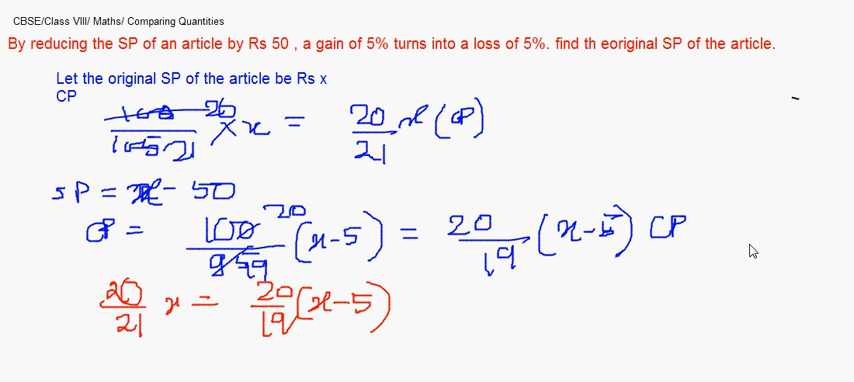 CBSE/Class VIII/ Maths/ Comparing Quantities
By reducing the SP of an article by Rs 50 , a gain of 5% turns into a loss of 5%. find th eoriginal SP of the article.
Let the original SP of the article be Rs x
CP
100/105 21 20 × x = 20/21 x (CP)
SP = x - 50
CP = 100/95 19 20 (x-5) = 20/19 (x-5) CP
20/21 x = 20/19 (x-5)